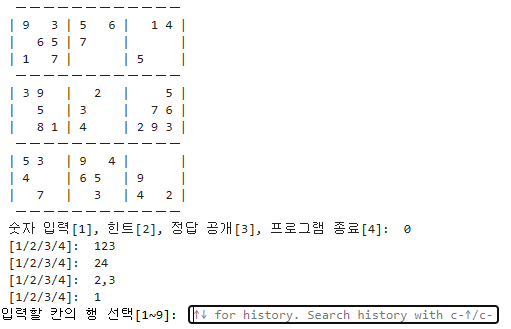 — — — — — — — — — — — —
| 9   3 | 5   6 |   1 4 |
|   6 5 | 7     |       |
| 1   7 |       | 5     |
— — — — — — — — — — — —
| 3 9   |   2   |     5 |
|   5   | 3     |   7 6 |
|   8 1 | 4     | 2 9 3 |
— — — — — — — — — — — —
| 5 3   | 9   4 |       |
| 4     | 6 5   | 9     |
|   7   |   3   | 4   2 |
— — — — — — — — — — — —
숫자 입력[1], 힌트[2], 정답 공개[3], 프로그램 종료[4]:  0
[1/2/3/4]:  123
[1/2/3/4]:  24
[1/2/3/4]:  2,3
[1/2/3/4]:  1
입력할 칸의 행 선택[1~9]: ↑↓ for history. Search history with c-↑/c-